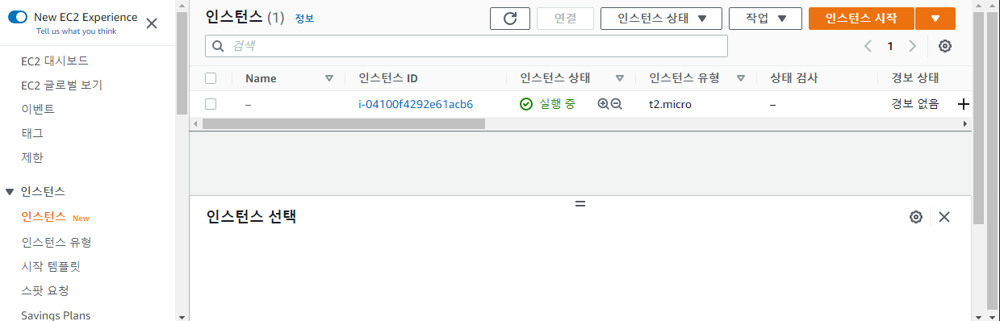 New EC2 Experience
Tell us what you think
EC2 대시보드
EC2 글로벌 보기
이벤트
태그
제한
인스턴스
인스턴스 New
인스턴스 유형
시작 템플릿
스팟 요청
Savings Plans
인스턴스 (1) 정보
연결
인스턴스 상태
작업
인스턴스 시작
검색
1
Name 인스턴스 ID 인스턴스 상태 인스턴스 유형 상태 검사 경보 상태
– i-04100f4292e61acb6 실행 중 t2.micro – 경보 없음
인스턴스 선택